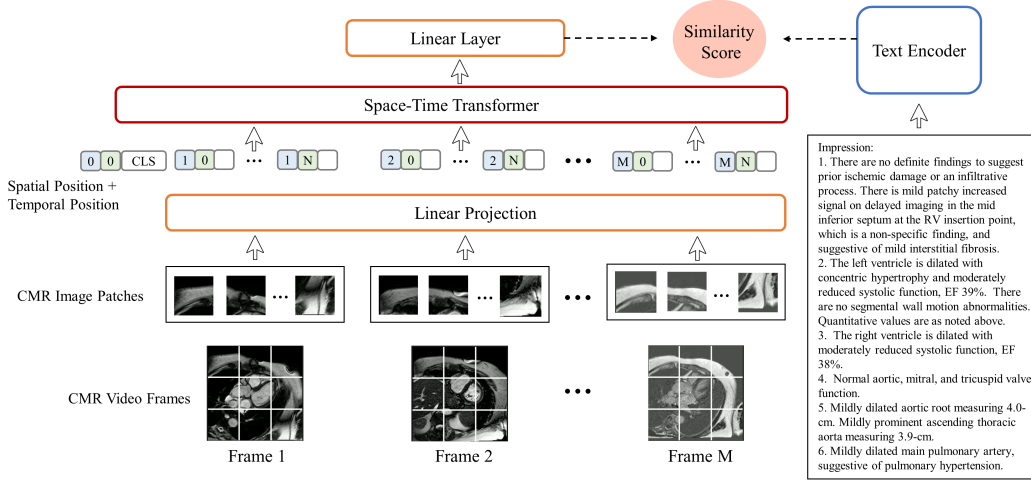 Linear Layer
Similarity
Score
Text Encoder
Space-Time Transformer
0 0 CLS 1 0 ... 1 N 2 0 ... 2 N ... M 0 ... M N
Spatial Position +
Temporal Position
Linear Projection
CMR Image Patches
...
...
...
...
CMR Video Frames
...
Frame 1
Frame 2
Frame M
Impression:
1. There are no definite findings to suggest
prior ischemic damage or an infiltrative
process. There is mild patchy increased
signal on delayed imaging in the mid
inferior septum at the RV insertion point,
which is a non-specific finding, and
suggestive of mild interstitial fibrosis.
2. The left ventricle is dilated with
concentric hypertrophy and moderately
reduced systolic function, EF 39%. There
are no segmental wall motion abnormalities.
Quantitative values are as noted above.
3. The right ventricle is dilated with
moderately reduced systolic function, EF
38%.
4. Normal aortic, mitral, and tricuspid valve
function.
5. Mildly dilated aortic root measuring 4.0-
cm. Mildly prominent ascending thoracic
aorta measuring 3.9-cm.
6. Mildly dilated main pulmonary artery,
suggestive of pulmonary hypertension.